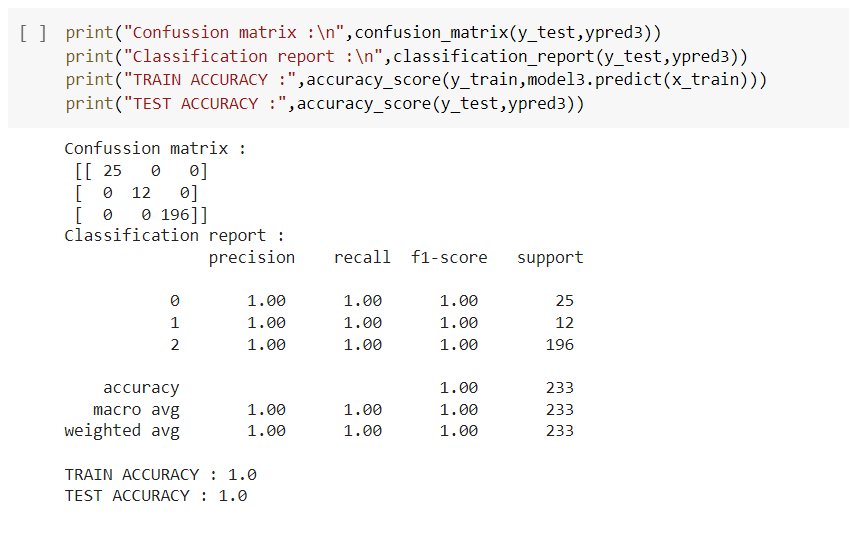 [ ] print("Confussion matrix :\n",confusion_matrix(y_test,ypred3))
print("Classification report :\n",classification_report(y_test,ypred3))
print("TRAIN ACCURACY :",accuracy_score(y_train,model3.predict(x_train)))
print("TEST ACCURACY :",accuracy_score(y_test,ypred3))
Confussion matrix :
[[ 25   0   0]
[  0  12   0]
[  0   0 196]]
Classification report :
precision    recall  f1-score   support
0       1.00      1.00      1.00        25
1       1.00      1.00      1.00        12
2       1.00      1.00      1.00       196
accuracy                           1.00       233
macro avg       1.00      1.00      1.00       233
weighted avg       1.00      1.00      1.00       233
TRAIN ACCURACY : 1.0
TEST ACCURACY : 1.0